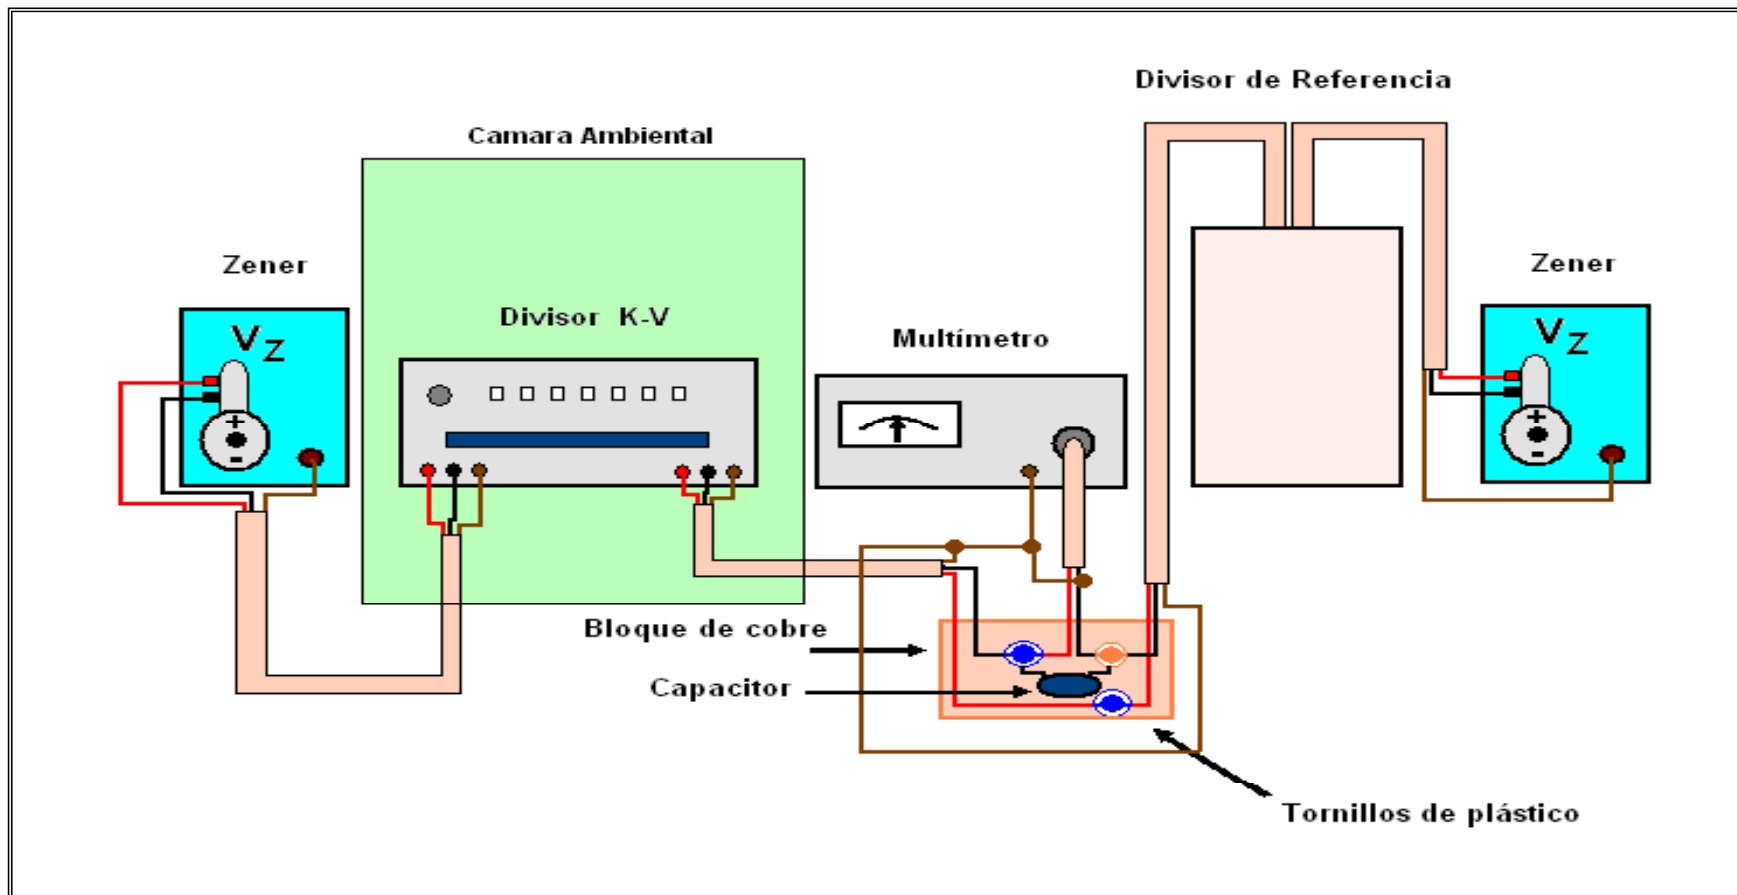 Divisor de Referencia
Camara Ambiental
Zener
Zener
VZ
VZ
Divisor K-V
Multímetro
+
-
+
-
Bloque de cobre
Capacitor
Tornillos de plástico